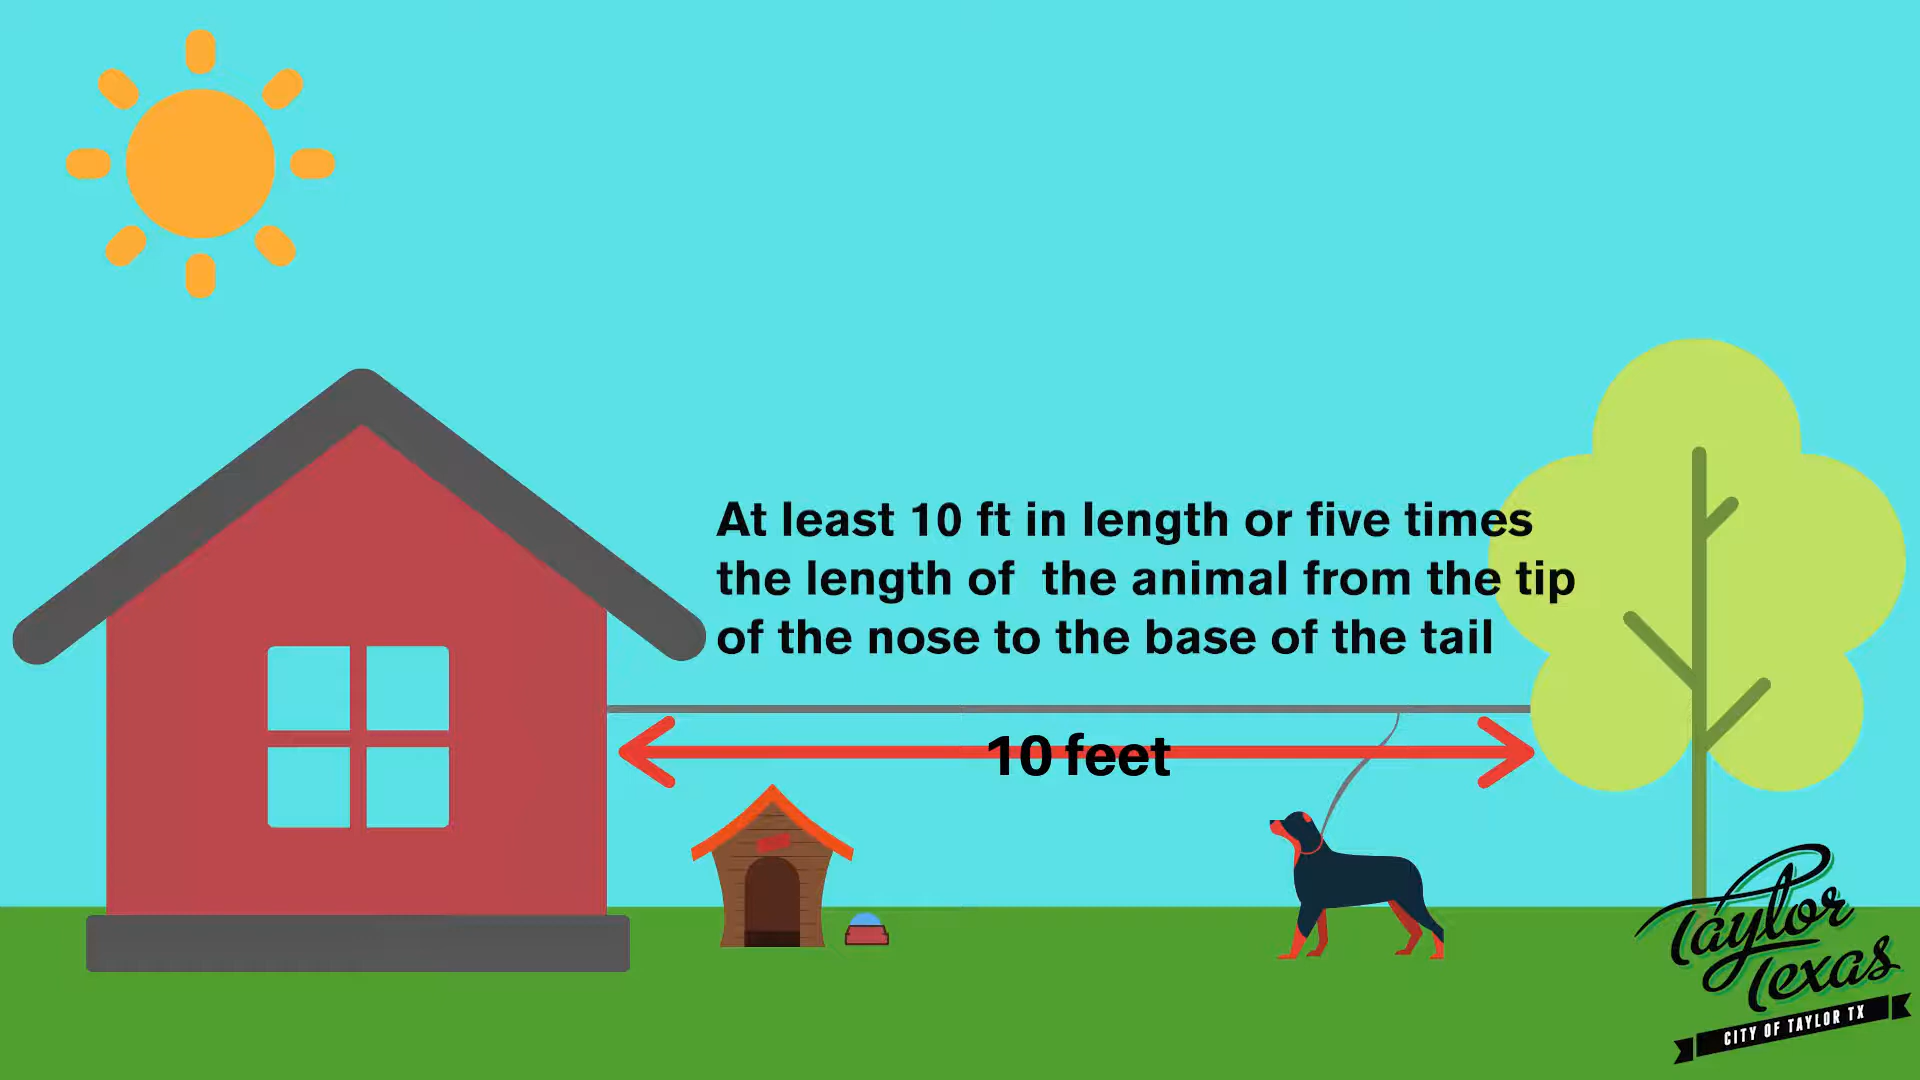 At least 10 ft in length or five times
the length of the animal from the tip
of the nose to the base of the tail
10 feet
Taylor
Texas
CITY OF TAYLOR TX